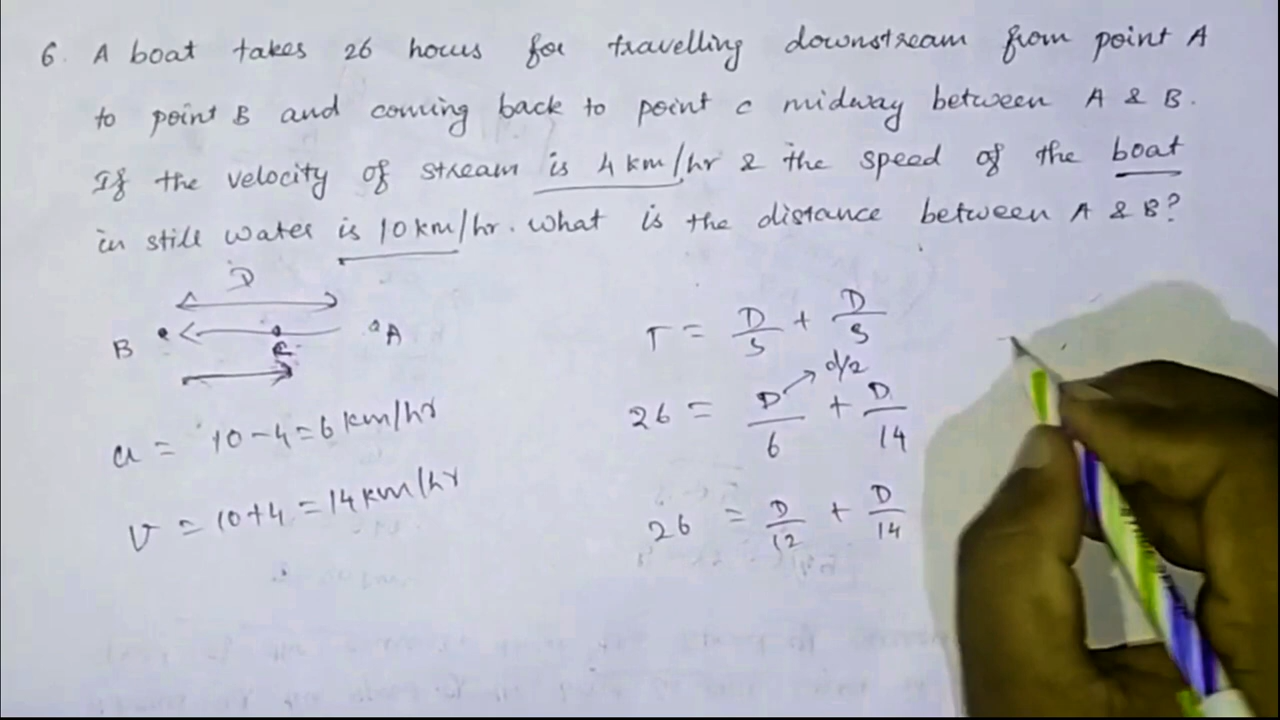 6. A boat takes 26 hours for travelling downstream from point A
to point B and coming back to point c midway between A & B.
If the velocity of stream is 4 km/hr & the speed of the boat
in still water is 10 km/hr. what is the distance between A & B?
D
B A
C
T = D/S + D/S
d/2
26 = D/6 + D/14
u = 10-4=6 km/hr
v = 10+4 = 14 km/hr
26 = D/12 + D/14